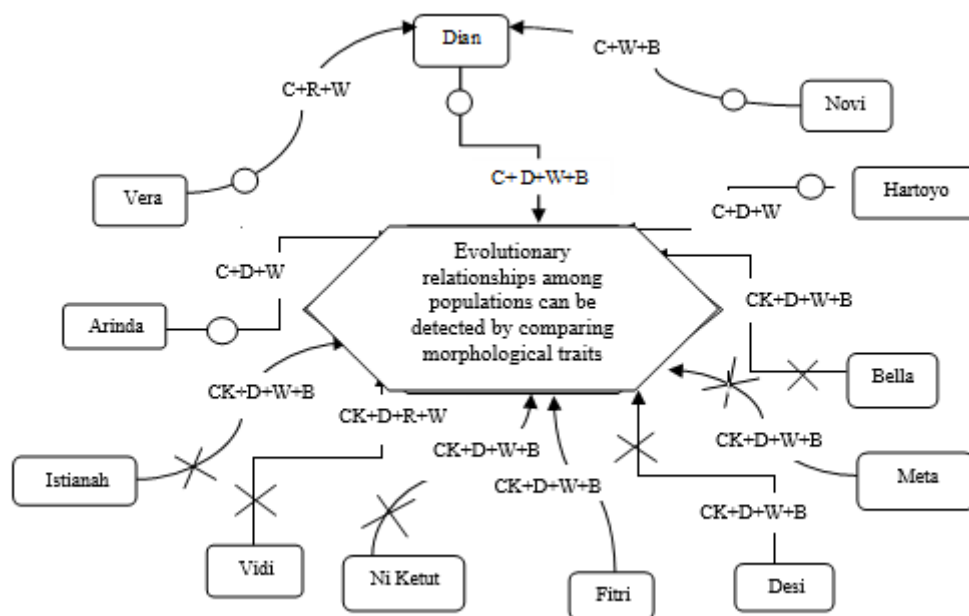 Dian
C+W+B
Novi
C+R+W
Vera
C+ D+W+B
Hartoyo
C+D+W
C+D+W
Arinda
Evolutionary
relationships among
populations can be
detected by comparing
morphological traits
CK+D+W+B
Bella
CK+D+W+B
Istianah
CK+D+R+W
Vidi
CK+D+W+B
Ni Ketut
CK+D+W+B
Fitri
CK+D+W+B
Meta
CK+D+W+B
Desi